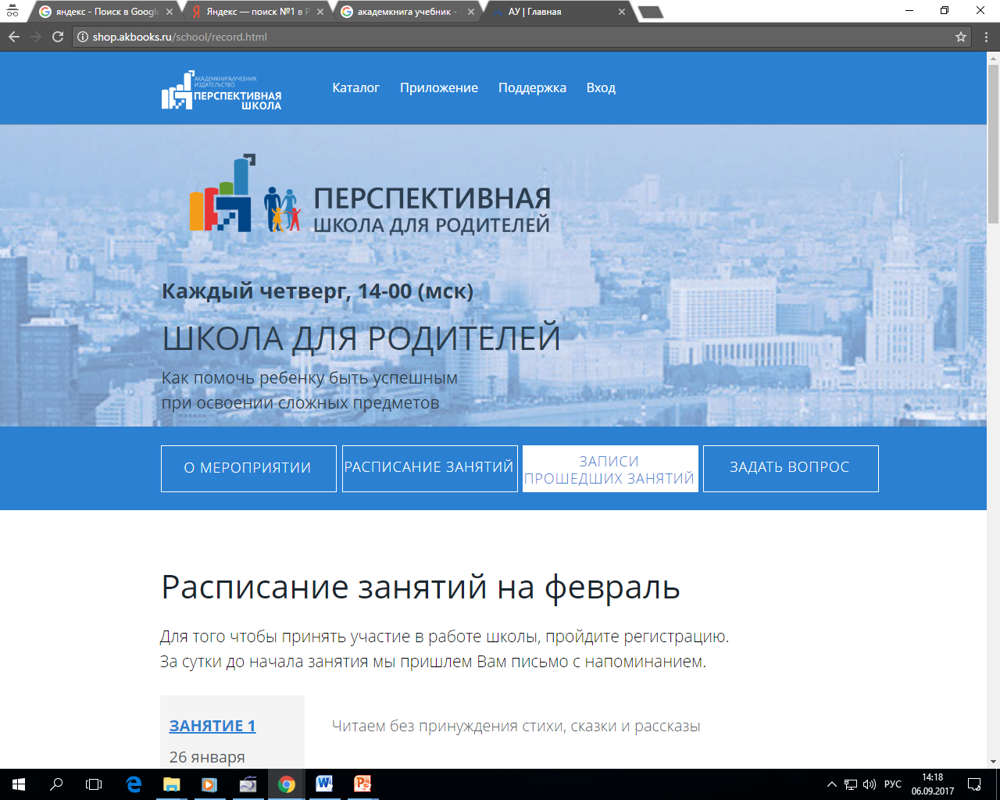 яндекс - Поиск в Google
Яндекс — поиск №1 в Р
академкнига учебник -
АУ | Главная
shop.akbooks.ru/school/record.html
АКАДЕМКНИГА/УЧЕБНИК
ИЗДАТЕЛЬСТВО
ПЕРСПЕКТИВНАЯ
ШКОЛА
Каталог Приложение Поддержка Вход
ПЕРСПЕКТИВНАЯ
ШКОЛА ДЛЯ РОДИТЕЛЕЙ
Каждый четверг, 14-00 (мск)
ШКОЛА ДЛЯ РОДИТЕЛЕЙ
Как помочь ребенку быть успешным
при освоении сложных предметов
О МЕРОПРИЯТИИ
РАСПИСАНИЕ ЗАНЯТИЙ
ЗАПИСИ
ПРОШЕДШИХ ЗАНЯТИЙ
ЗАДАТЬ ВОПРОС
Расписание занятий на февраль
Для того чтобы принять участие в работе школы, пройдите регистрацию.
За сутки до начала занятия мы пришлем Вам письмо с напоминанием.
ЗАНЯТИЕ 1
26 января
Читаем без принуждения стихи, сказки и рассказы
РУС
14:18
06.09.2017